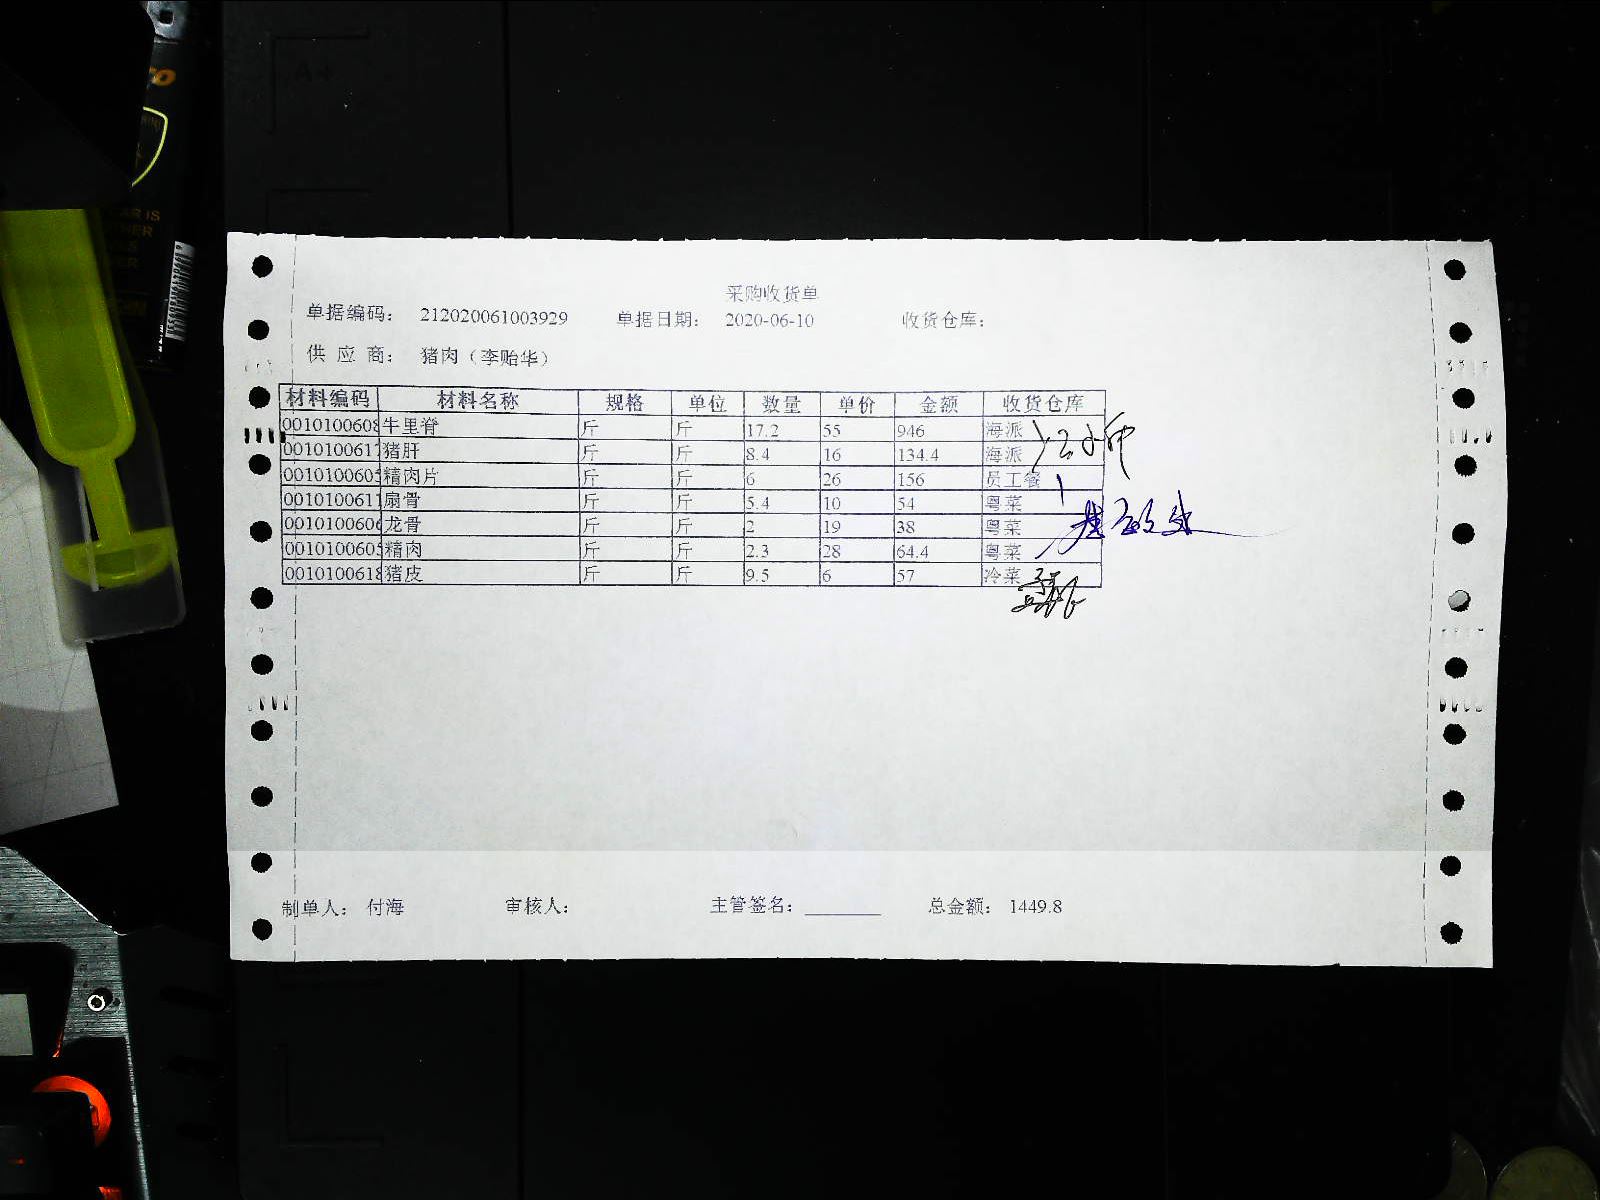 采购收货单
单据编码： 212020061003929 单据日期： 2020-06-10 收货仓库：
供 应 商： 猪肉（李贻华）
材料编码 材料名称 规格 单位 数量 单价 金额 收货仓库
0010100608 牛里脊 斤 斤 17.2 55 946 海派
001010061 猪肝 斤 斤 8.4 16 134.4 海派
001010060 精肉片 斤 斤 6 26 156 员工餐
001010061 扇骨 斤 斤 5.4 10 54 粤菜
001010060 龙骨 斤 斤 2 19 38 粤菜
001010060 精肉 斤 斤 2.3 28 64.4 粤菜
0010100618 猪皮 斤 斤 9.5 6 57 冷菜
制单人： 付海 审核人： 主管签名： 总金额： 1449.8